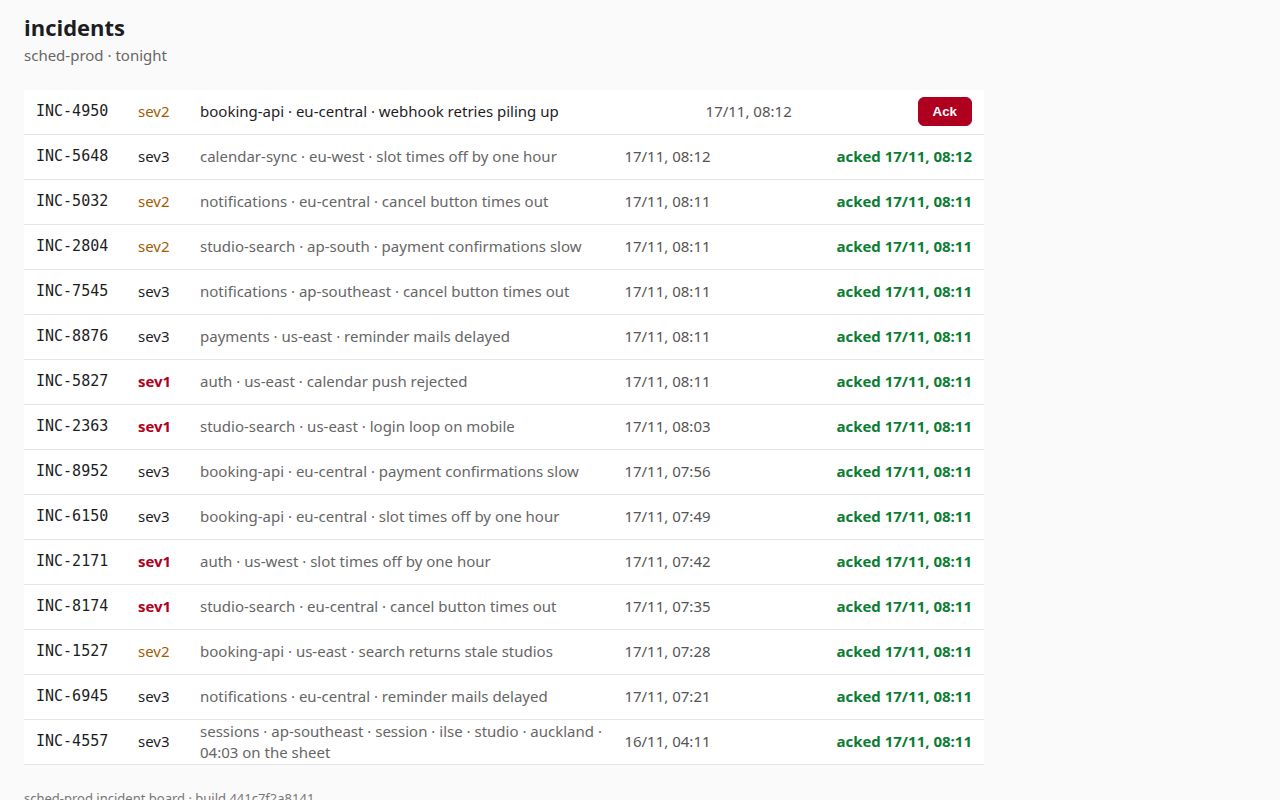 incidents
sched-prod · tonight
INC-4950 sev2 booking-api · eu-central · webhook retries piling up 17/11, 08:12 Ack
INC-5648 sev3 calendar-sync · eu-west · slot times off by one hour 17/11, 08:12 acked 17/11, 08:12
INC-5032 sev2 notifications · eu-central · cancel button times out 17/11, 08:11 acked 17/11, 08:11
INC-2804 sev2 studio-search · ap-south · payment confirmations slow 17/11, 08:11 acked 17/11, 08:11
INC-7545 sev3 notifications · ap-southeast · cancel button times out 17/11, 08:11 acked 17/11, 08:11
INC-8876 sev3 payments · us-east · reminder mails delayed 17/11, 08:11 acked 17/11, 08:11
INC-5827 sev1 auth · us-east · calendar push rejected 17/11, 08:11 acked 17/11, 08:11
INC-2363 sev1 studio-search · us-east · login loop on mobile 17/11, 08:03 acked 17/11, 08:11
INC-8952 sev3 booking-api · eu-central · payment confirmations slow 17/11, 07:56 acked 17/11, 08:11
INC-6150 sev3 booking-api · eu-central · slot times off by one hour 17/11, 07:49 acked 17/11, 08:11
INC-2171 sev1 auth · us-west · slot times off by one hour 17/11, 07:42 acked 17/11, 08:11
INC-8174 sev1 studio-search · eu-central · cancel button times out 17/11, 07:35 acked 17/11, 08:11
INC-1527 sev2 booking-api · us-east · search returns stale studios 17/11, 07:28 acked 17/11, 08:11
INC-6945 sev3 notifications · eu-central · reminder mails delayed 17/11, 07:21 acked 17/11, 08:11
INC-4557 sev3 sessions · ap-southeast · session · ilse · studio · auckland · 16/11, 04:11 acked 17/11, 08:11
04:03 on the sheet
sched-prod incident board · build 441c7f2a8141